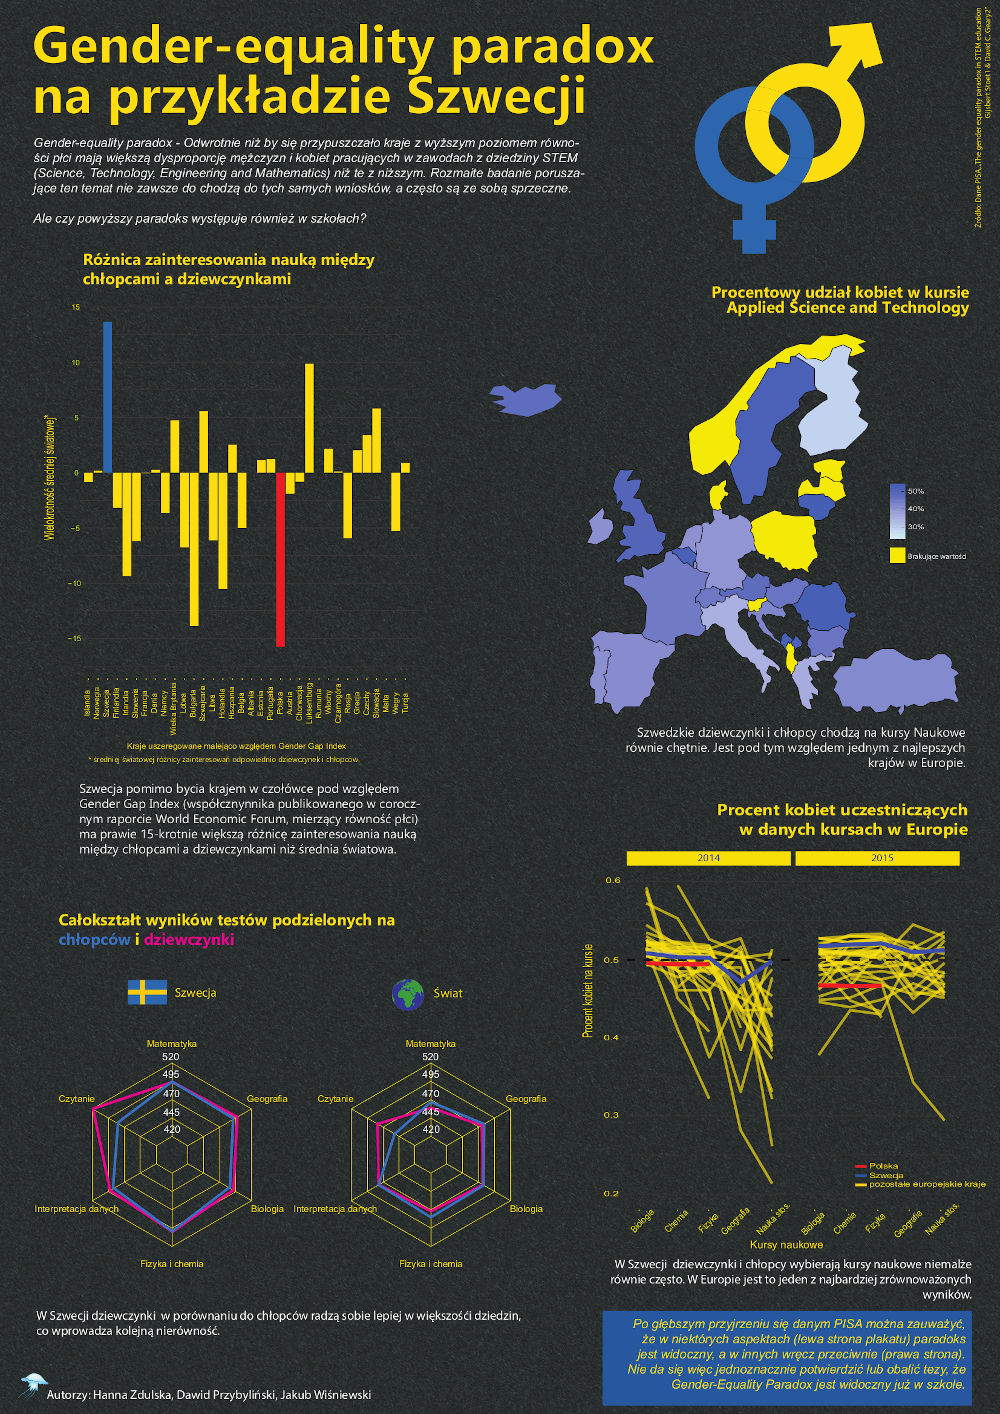 Gender-equality paradox
na przykładzie Szwecji
Gender-equality paradox - Odwrotnie niż by się przypuszczało kraje z wyższym poziomem równo-
ści płci mają większą dysproporcję mężczyzn i kobiet pracujących w zawodach z dziedziny STEM
(Science, Technology, Engineering and Mathematics) niż te z niższym. Rozmaite badanie porusza-
jące ten temat nie zawsze do chodzą do tych samych wniosków, a często są ze sobą sprzeczne.
Ale czy powyższy paradoks występuje również w szkołach?
Źródło: Dane PISA „The gender equality paradox in STEM education
Gijsbert Stoet1 & David C. Geary2"
Różnica zainteresowania nauką między
chłopcami a dziewczynkami
Wielokrotność średniej światowej*
15
10
5
0
−5
−10
−15
Islandia
Norwegia
Szwecja
Finlandia
Irlandia
Słowenia
Francja
Dania
Niemcy
Wielka Brytania
Łotwa
Bułgaria
Szwajcaria
Litwa
Holandia
Hiszpania
Belgia
Albania
Estonia
Portugalia
Polska
Austria
Chorwacja
Luksemburg
Rumunia
Włochy
Czarnogóra
Rosja
Grecja
Czechy
Słowacja
Malta
Węgry
Turcja
Kraje uszeregowane malejąco względem Gender Gap Index
* średniej światowej różnicy zainteresowań odpowiednio dziewczynek i chłopców.
Szwecja pomimo bycia krajem w czołówce pod względem
Gender Gap Index (współczynnika publikowanego w corocz-
nym raporcie World Economic Forum, mierzący równość płci)
ma prawie 15-krotnie większą różnicę zainteresowania nauką
między chłopcami a dziewczynkami niż średnia światowa.
Procentowy udział kobiet w kursie
Applied Science and Technology
50%
40%
30%
Brakujące wartości
Szwedzkie dziewczynki i chłopcy chodzą na kursy Naukowe
równie chętnie. Jest pod tym względem jednym z najlepszych
krajów w Europie.
Procent kobiet uczestniczących
w danych kursach w Europie
2014
2015
Procent kobiet na kursie
0.6
0.5
0.4
0.3
0.2
Polska
Szwecja
pozostałe europejskie kraje
Biologia
Chemia
Fizyka
Geografia
Nauka stos.
Biologia
Chemia
Fizyka
Geografia
Nauka stos.
Kursy naukowe
W Szwecji dziewczynki i chłopcy wybierają kursy naukowe niemalże
równie często. W Europie jest to jeden z najbardziej zrównoważonych
wyników.
Całokształt wyników testów podzielonych na
chłopców i dziewczynki
Szwecja
Matematyka
520
495
470
445
420
Czytanie
Geografia
Interpretacja danych
Biologia
Fizyka i chemia
Świat
Matematyka
520
495
470
445
420
Czytanie
Geografia
Interpretacja danych
Biologia
Fizyka i chemia
W Szwecji dziewczynki w porównaniu do chłopców radzą sobie lepiej w większośći dziedzin,
co wprowadza kolejną nierówność.
Po głębszym przyjrzeniu się danym PISA można zauważyć,
że w niektórych aspektach (lewa strona plakatu) paradoks
jest widoczny, a w innych wręcz przeciwnie (prawa strona).
Nie da się więc jednoznacznie potwierdzić lub obalić tezy, że
Gender-Equality Paradox jest widoczny już w szkole.
Autorzy: Hanna Zdulska, Dawid Przybyliński, Jakub Wiśniewski